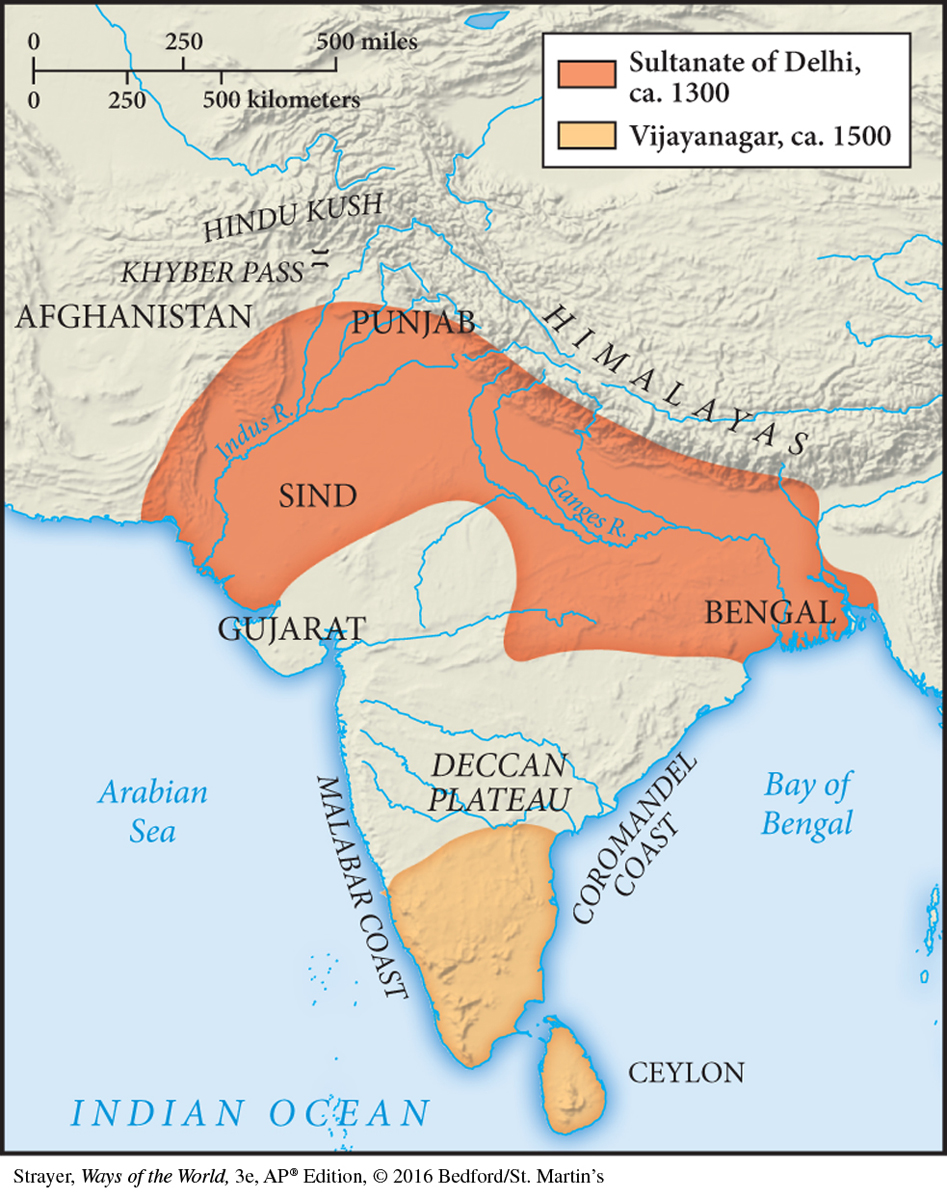 0 250 500 miles
0 250 500 kilometers
Sultanate of Delhi,
ca. 1300
Vijayanagar, ca. 1500
HINDU KUSH
KHYBER PASS
AFGHANISTAN
PUNJAB
HIMALAYAS
Indus R.
SIND
Ganges R.
GUJARAT
BENGAL
DECCAN
PLATEAU
Arabian
Sea
MALABAR COAST
COROMANDEL
COAST
Bay of
Bengal
CEYLON
INDIAN OCEAN
Strayer, Ways of the World, 3e, AP® Edition, © 2016 Bedford/St. Martin’s